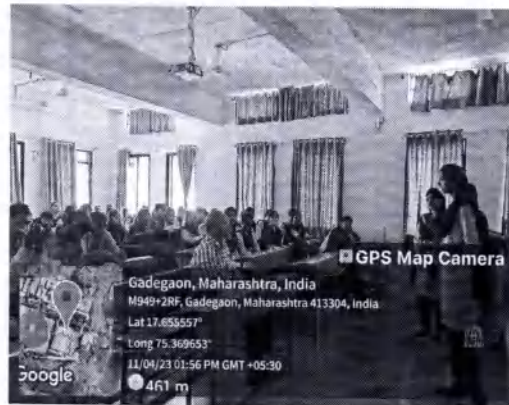 GPS Map Camera
Gadegaon, Maharashtra, India
M949+2RF, Gadegaon, Maharashtra 413304, India
Lat 17.655557°
Long 75.369653°
11/04/23 01:56 PM GMT +05:30
461 m
Google